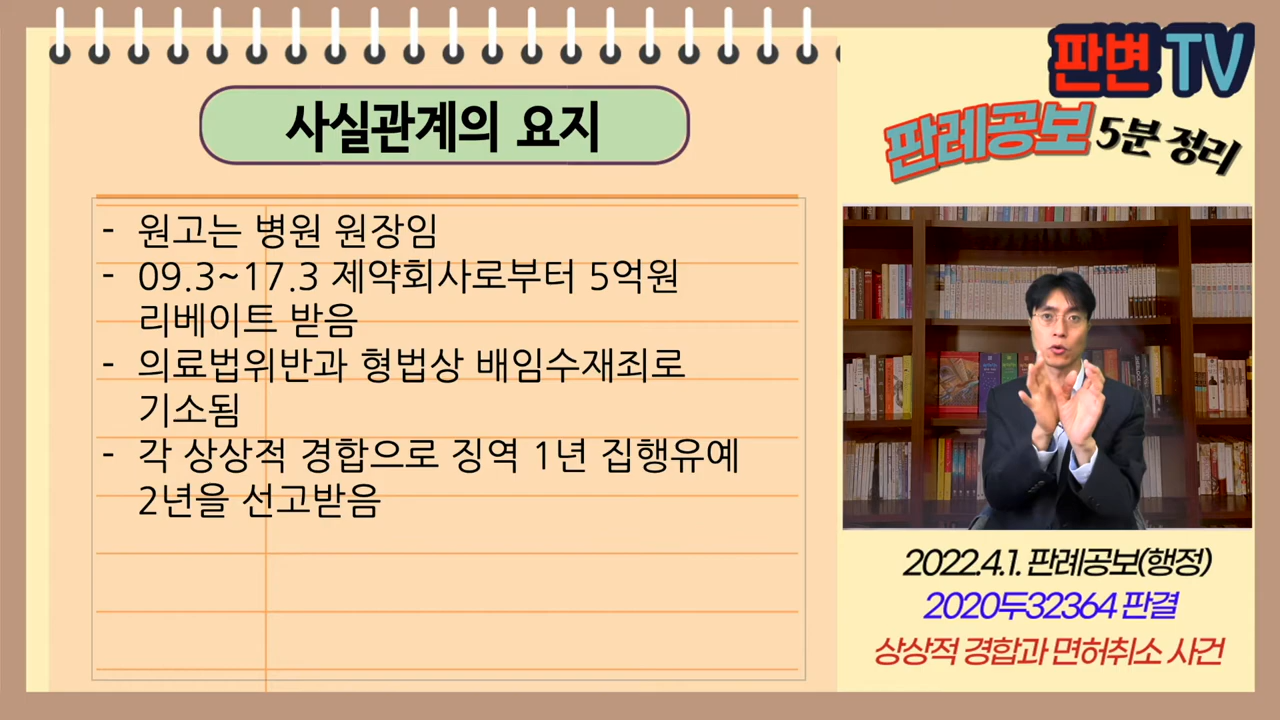 판변 TV
판례공보 5분 정리
사실관계의 요지
- 원고는 병원 원장임
- 09.3~17.3 제약회사로부터 5억원
리베이트 받음
- 의료법위반과 형법상 배임수재죄로
기소됨
- 각 상상적 경합으로 징역 1년 집행유예
2년을 선고받음
2022.4.1. 판례공보(행정)
2020두32364 판결
상상적 경합과 면허취소 사건